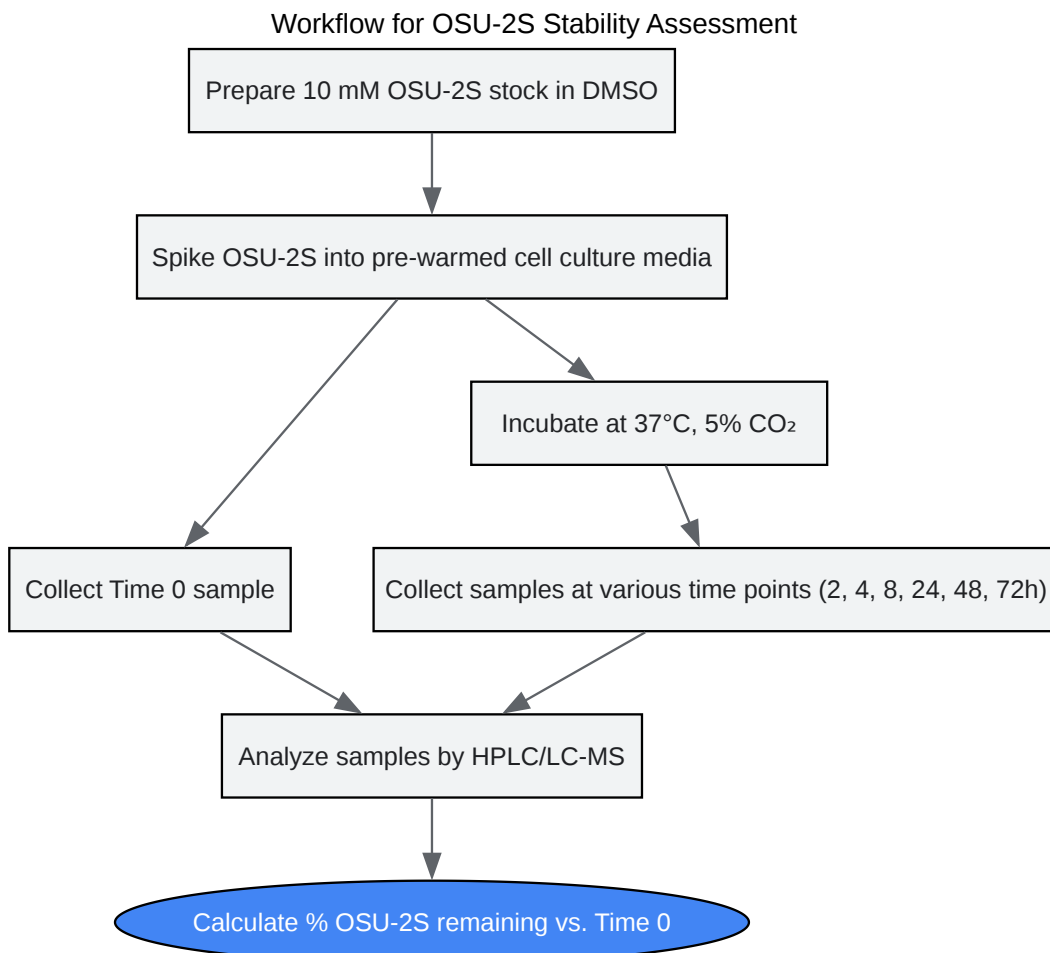 Workflow for OSU-2S Stability Assessment
Prepare 10 mM OSU-2S stock in DMSO
Spike OSU-2S into pre-warmed cell culture media
Incubate at 37°C, 5% CO₂
Collect Time 0 sample
Collect samples at various time points (2, 4, 8, 24, 48, 72h)
Analyze samples by HPLC/LC-MS
Calculate % OSU-2S remaining vs. Time 0